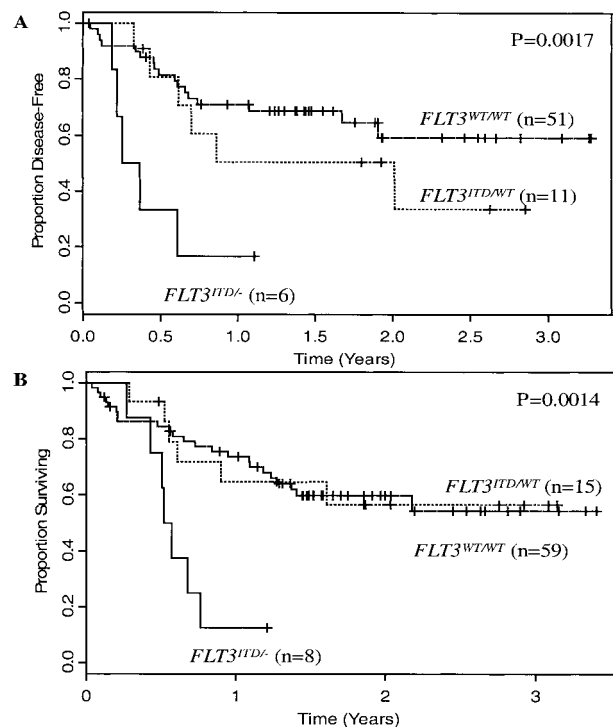 A
P=0.0017
Proportion Disease-Free
1.0
0.8
0.6
0.4
0.2
0.0
FLT3WT/WT (n=51)
FLT3ITD/WT (n=11)
FLT3ITD/- (n=6)
0.0 0.5 1.0 1.5 2.0 2.5 3.0
Time (Years)
B
P=0.0014
Proportion Surviving
1.0
0.8
0.6
0.4
0.2
0.0
FLT3ITD/WT (n=15)
FLT3WT/WT (n=59)
FLT3ITD/- (n=8)
0 1 2 3
Time (Years)